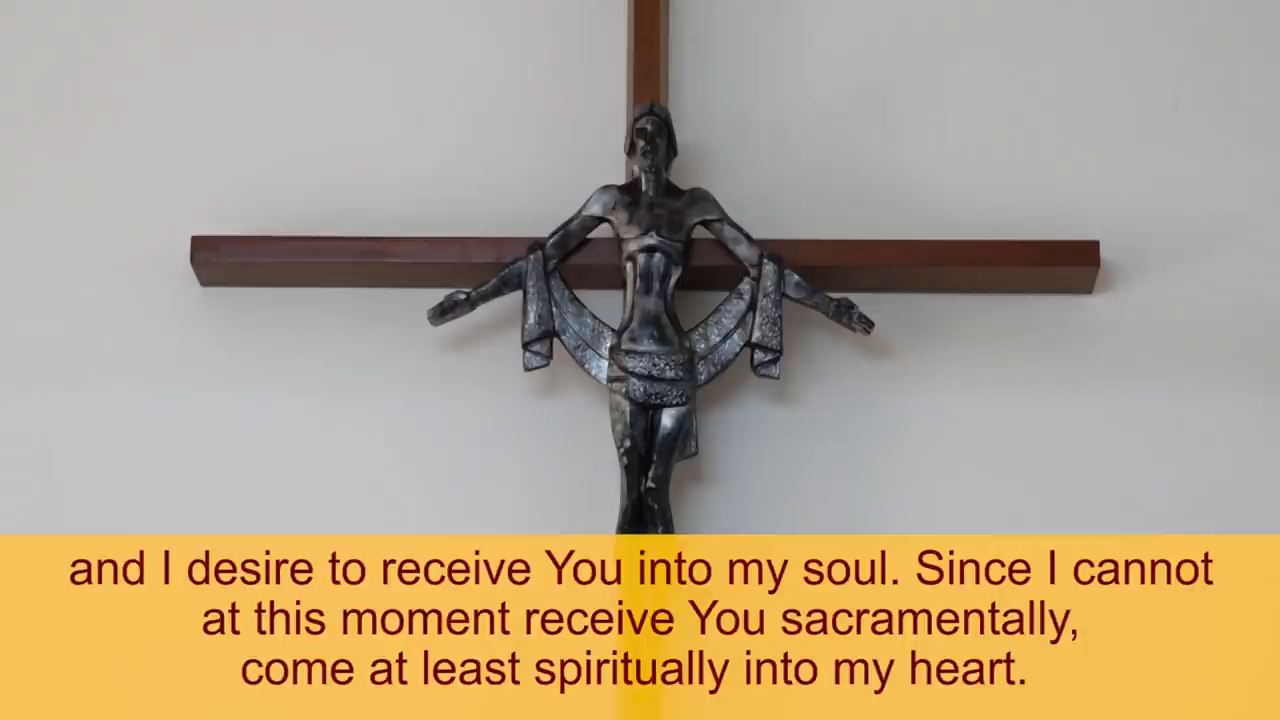 and I desire to receive You into my soul. Since I cannot
at this moment receive You sacramentally,
come at least spiritually into my heart.